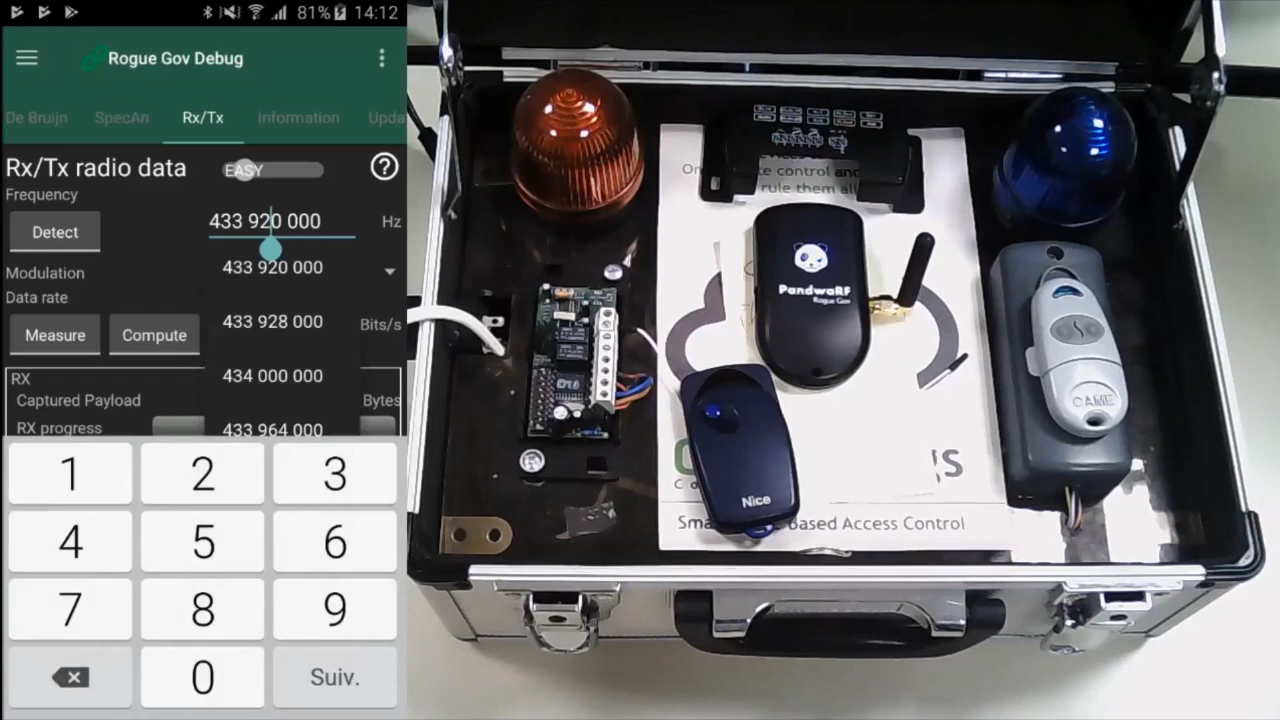 81% 14:12
Rogue Gov Debug
De Bruijn SpecAn Rx/Tx Information Upda
Rx/Tx radio data EASY ?
Frequency
Detect 433 920 000 Hz
433 920 000
Modulation
Data rate
433 928 000
Measure Compute Bits/s
434 000 000
RX
Captured Payload Bytes
RX progress 433 964 000
1 2 3
4 5 6
7 8 9
0 Suiv.
control and
rule them all
PandwaRF
Rogue Gov
Nice
CAME
Based Access Control